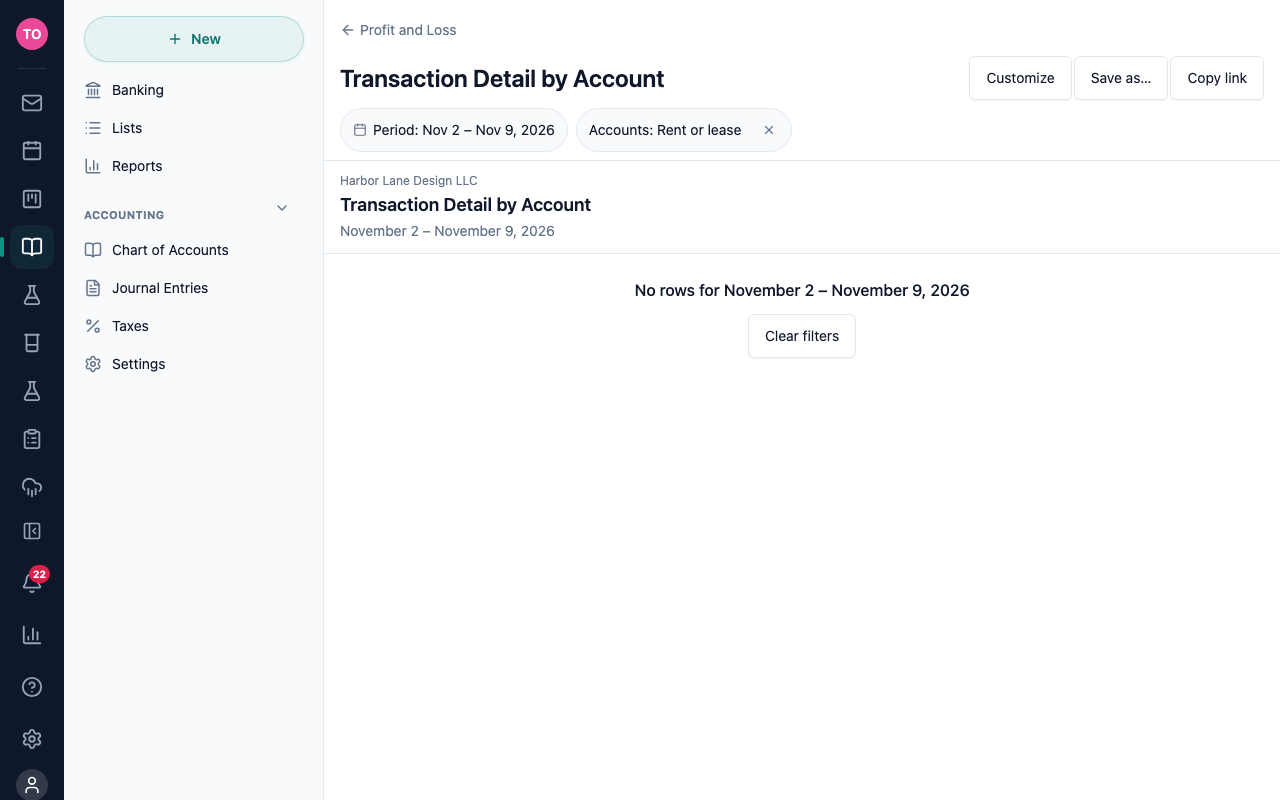 TO
22
New
Banking
Lists
Reports
ACCOUNTING
Chart of Accounts
Journal Entries
Taxes
Settings
Profit and Loss
Transaction Detail by Account
Customize
Save as...
Copy link
Period: Nov 2 – Nov 9, 2026
Accounts: Rent or lease
Harbor Lane Design LLC
Transaction Detail by Account
November 2 – November 9, 2026
No rows for November 2 – November 9, 2026
Clear filters